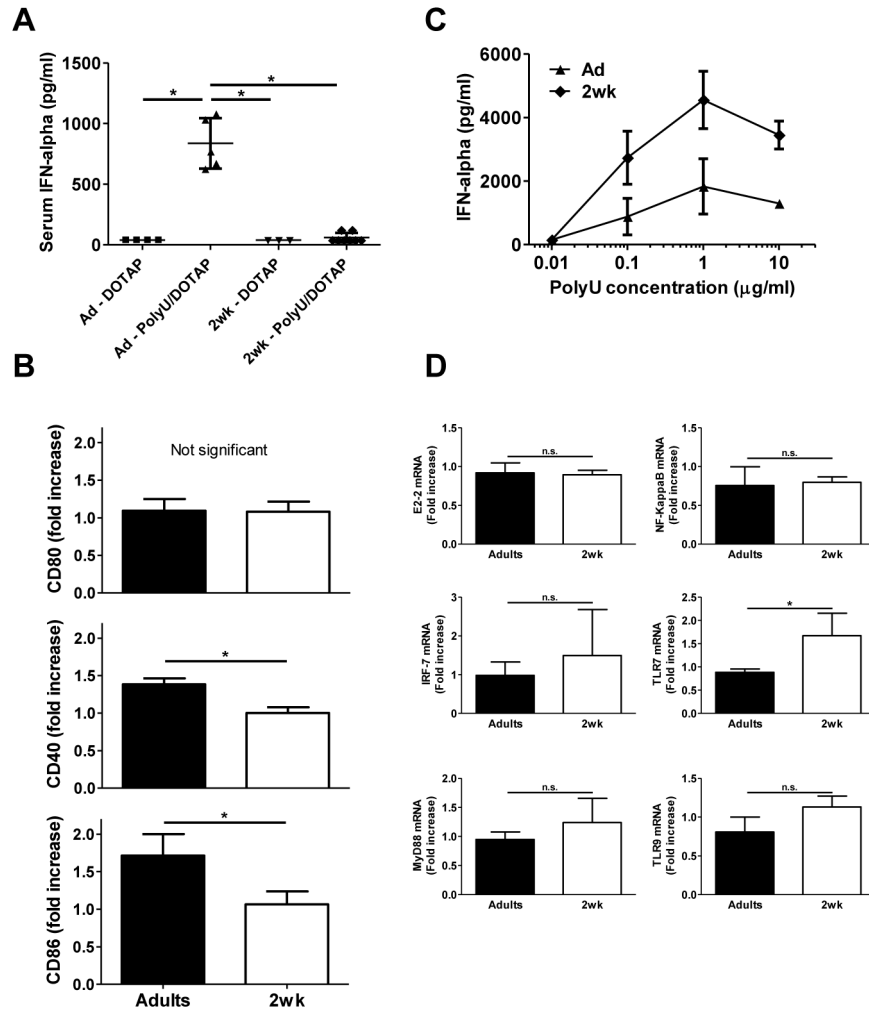 A
Serum IFN-alpha (pg/ml)
1500
1000
500
0
*
*
*
Ad - DOTAP
Ad - PolyU/DOTAP
2wk - DOTAP
2wk - PolyU/DOTAP
C
IFN-alpha (pg/ml)
6000
4000
2000
0
Ad
2wk
0.01
0.1
1
10
PolyU concentration (μg/ml)
B
CD80 (fold increase)
2.0
1.5
1.0
0.5
0.0
Not significant
CD40 (fold increase)
2.0
1.5
1.0
0.5
0.0
*
CD86 (fold increase)
2.0
1.5
1.0
0.5
0.0
*
Adults
2wk
D
E2-2 mRNA
(Fold increase)
1.5
1.0
0.5
0.0
n.s.
Adults
2wk
NF-KappaB mRNA
(Fold increase)
1.5
1.0
0.5
0.0
n.s.
Adults
2wk
IRF-7 mRNA
(Fold increase)
3
2
1
0
n.s.
Adults
2wk
TLR7 mRNA
(Fold increase)
2.5
2.0
1.5
1.0
0.5
0.0
*
Adults
2wk
MyD88 mRNA
(Fold increase)
2.0
1.5
1.0
0.5
0.0
n.s.
Adults
2wk
TLR9 mRNA
(Fold increase)
1.5
1.0
0.5
0.0
n.s.
Adults
2wk